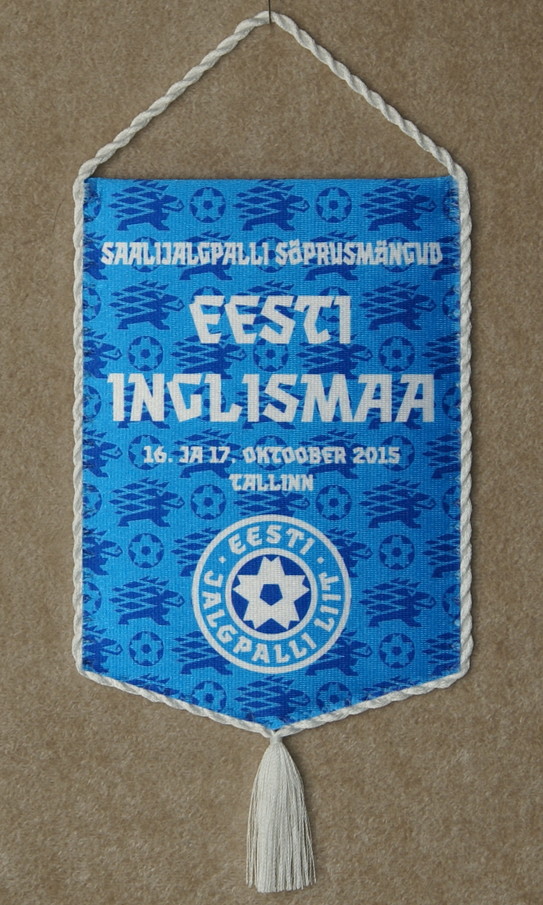 SAALIJALGPALLI SÕPRUSMÄNGUD
EESTI
INGLISMAA
16. JA 17. OKTOOBER 2015
TALLINN
· EESTI ·
JALGPALLI LIIT